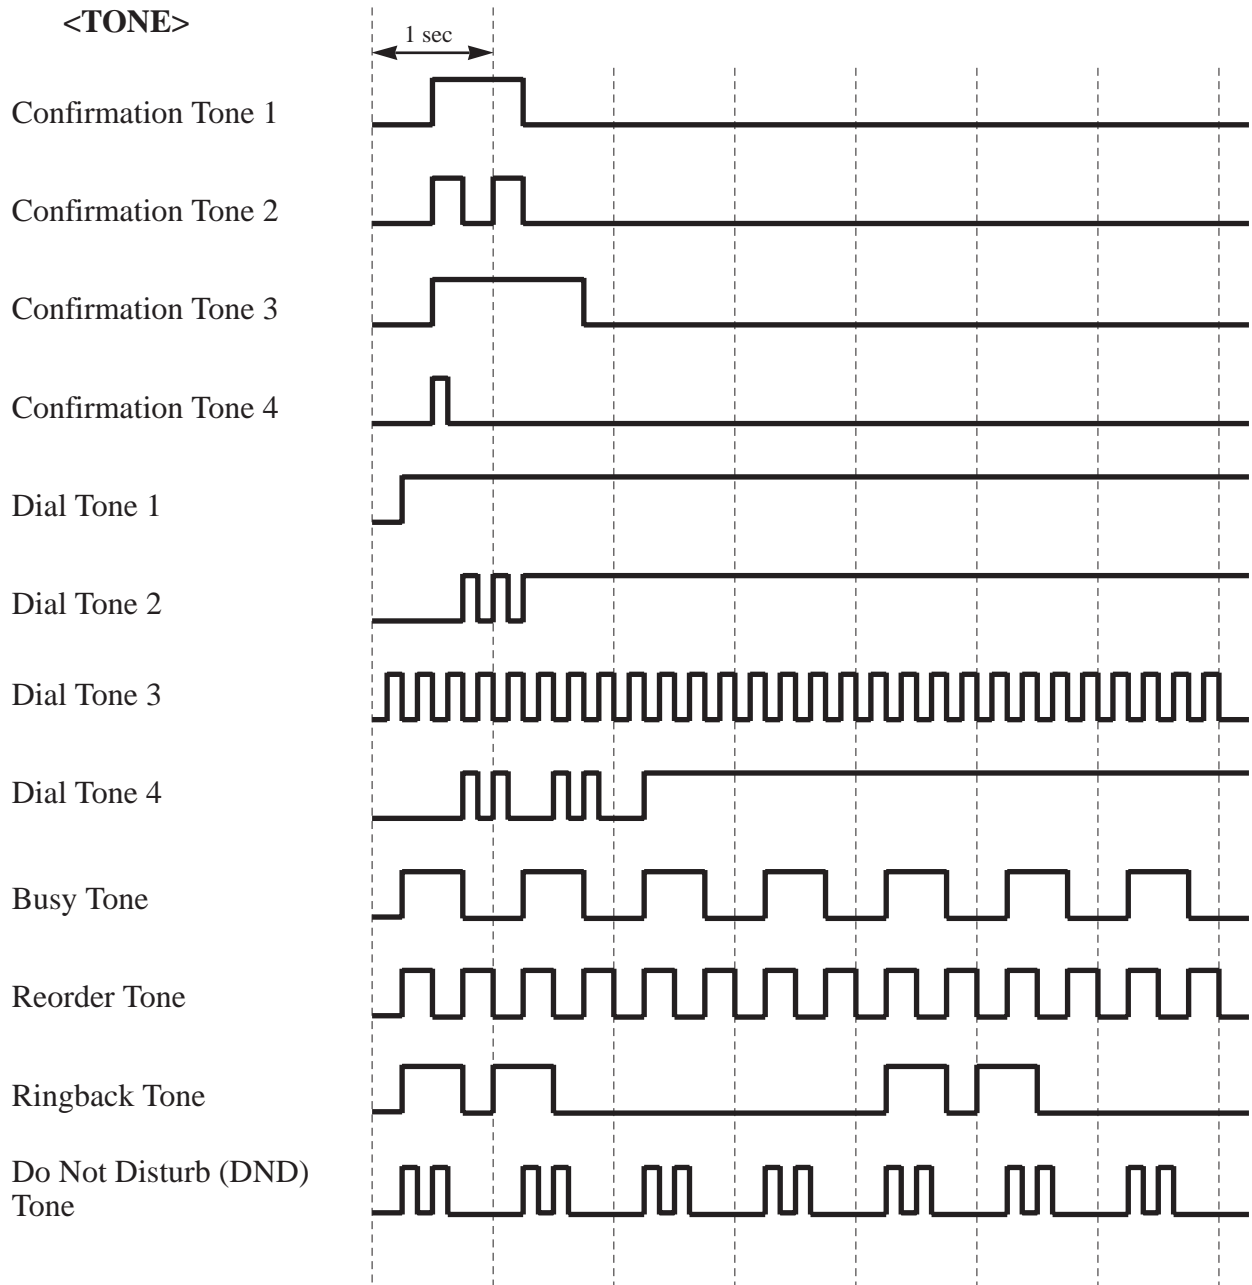 <TONE>
1 sec
Confirmation Tone 1
Confirmation Tone 2
Confirmation Tone 3
Confirmation Tone 4
Dial Tone 1
Dial Tone 2
Dial Tone 3
Dial Tone 4
Busy Tone
Reorder Tone
Ringback Tone
Do Not Disturb (DND)
Tone